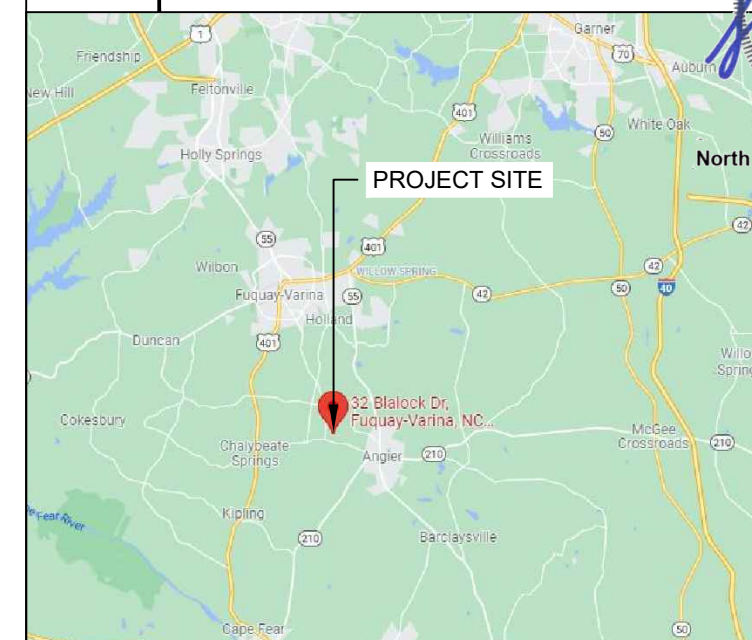 1
Garner
Friendship
70
Auburn
New Hill
Feltonville
401
50
White Oak
Williams
Crossroads
Holly Springs
North
PROJECT SITE
42
55
401
Wilbon
WILLOW SPRING
42
Fuquay-Varina
55
42
50
40
Holland
Duncan
401
Willo
Spring
32 Blalock Dr,
Fuquay-Varina, NC...
Cokesbury
McGee
Crossroads
210
Chalybeate
Springs
Angier
210
Kipling
e Fear River
210
Barclaysville
Cape Fear
50